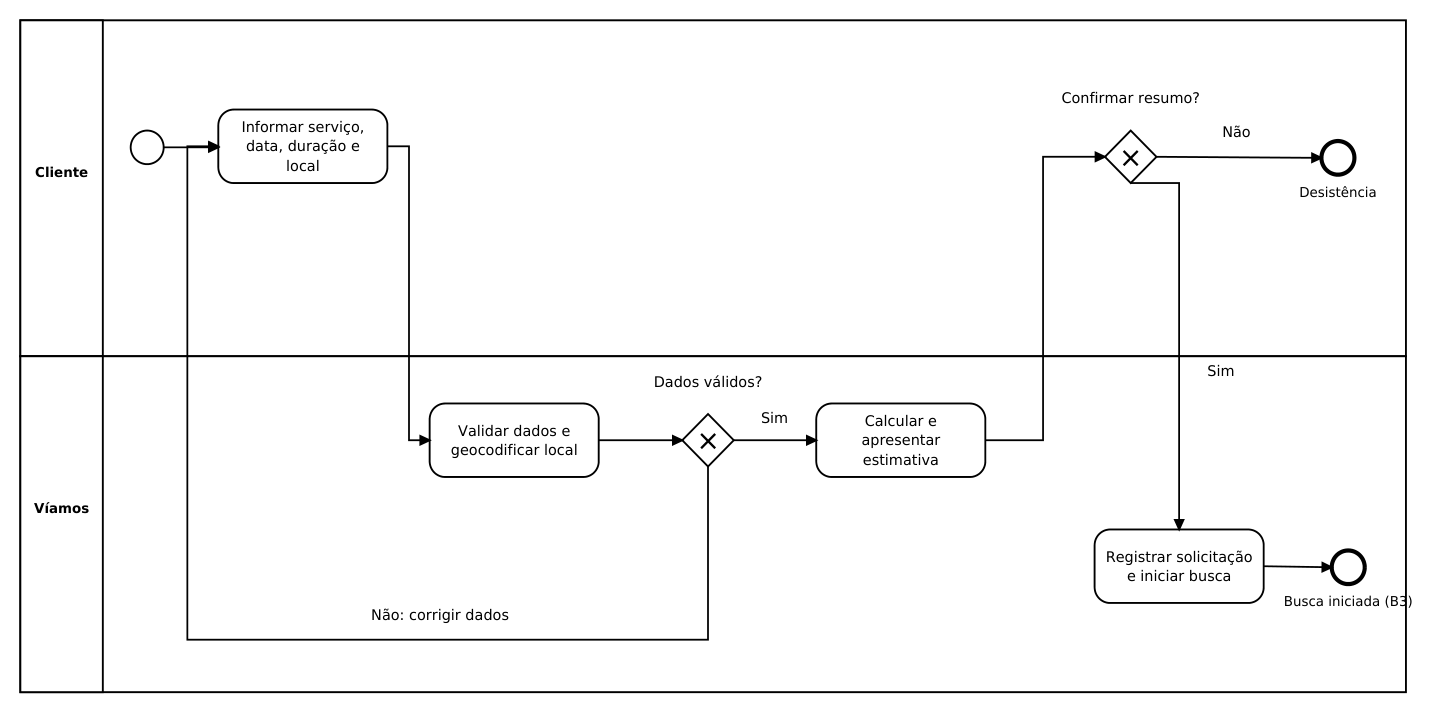 Cliente
Informar serviço,
data, duração e
local
Confirmar resumo?
Não
Desistência
Víamos
Validar dados e
geocodificar local
Dados válidos?
Sim
Calcular e
apresentar
estimativa
Sim
Registrar solicitação
e iniciar busca
Busca iniciada (B3)
Não: corrigir dados